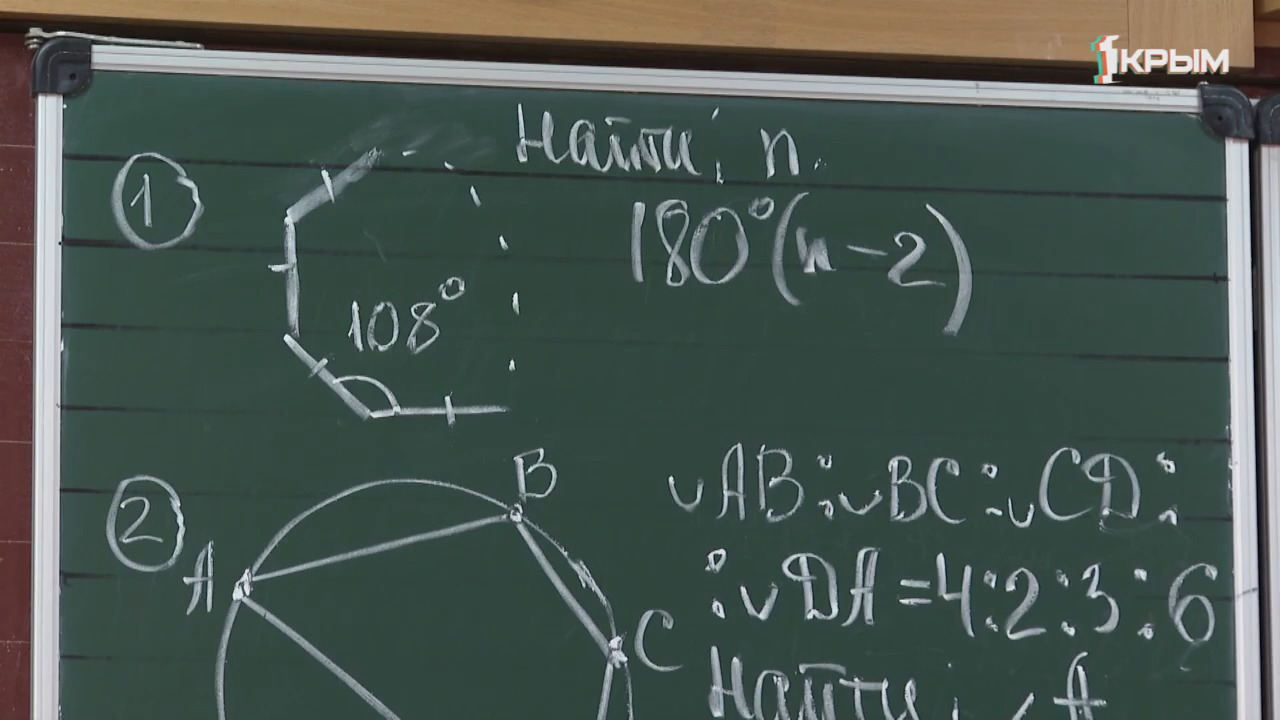 1КРЫМ
① Найти: n.
180°(n-2)
108°
② ◡AB:◡BC:◡CD:
:◡DA=4:2:3:6
Найти: ∠A
B
A
C